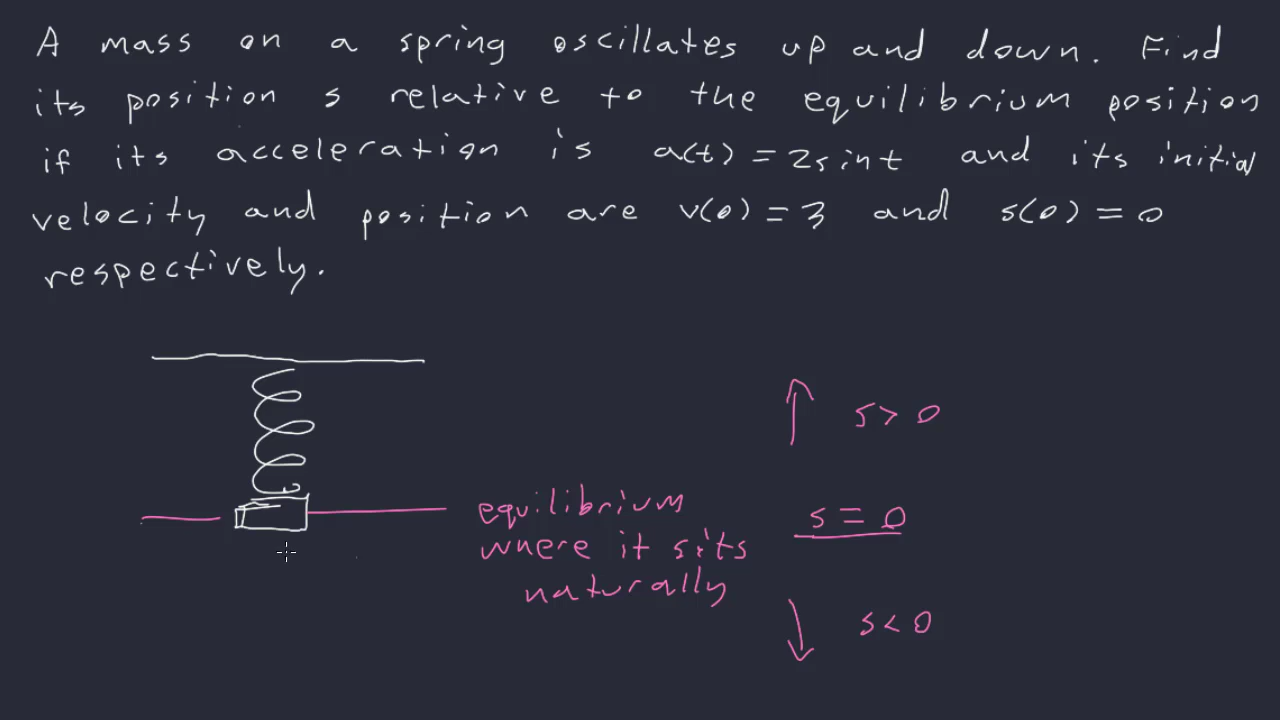 A mass on a spring oscillates up and down. Find
its position s relative to the equilibrium position
if its acceleration is a(t) = 2sint and its initial
velocity and position are v(0) = 3 and s(0) = 0
respectively.
s > 0
equilibrium
where it sits
naturally
s = 0
s < 0